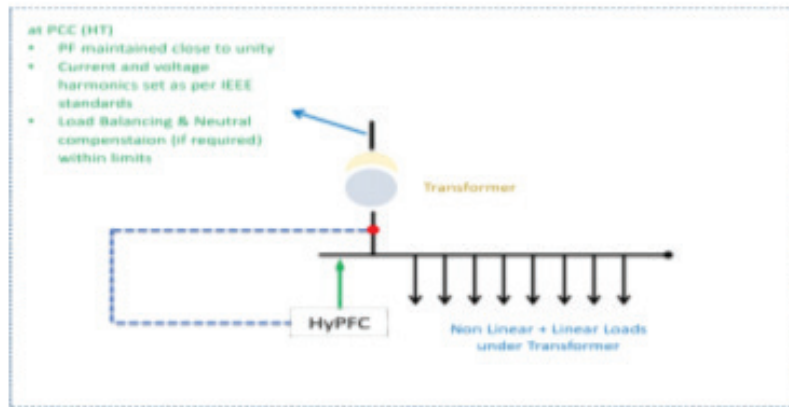 at PCC (HT)
• PF maintained close to unity
• Current and voltage
harmonics set as per IEEE
standards
• Load Balancing & Neutral
compenstaion (if required)
within limits
Transformer
HyPFC
Non Linear + Linear Loads
under Transformer